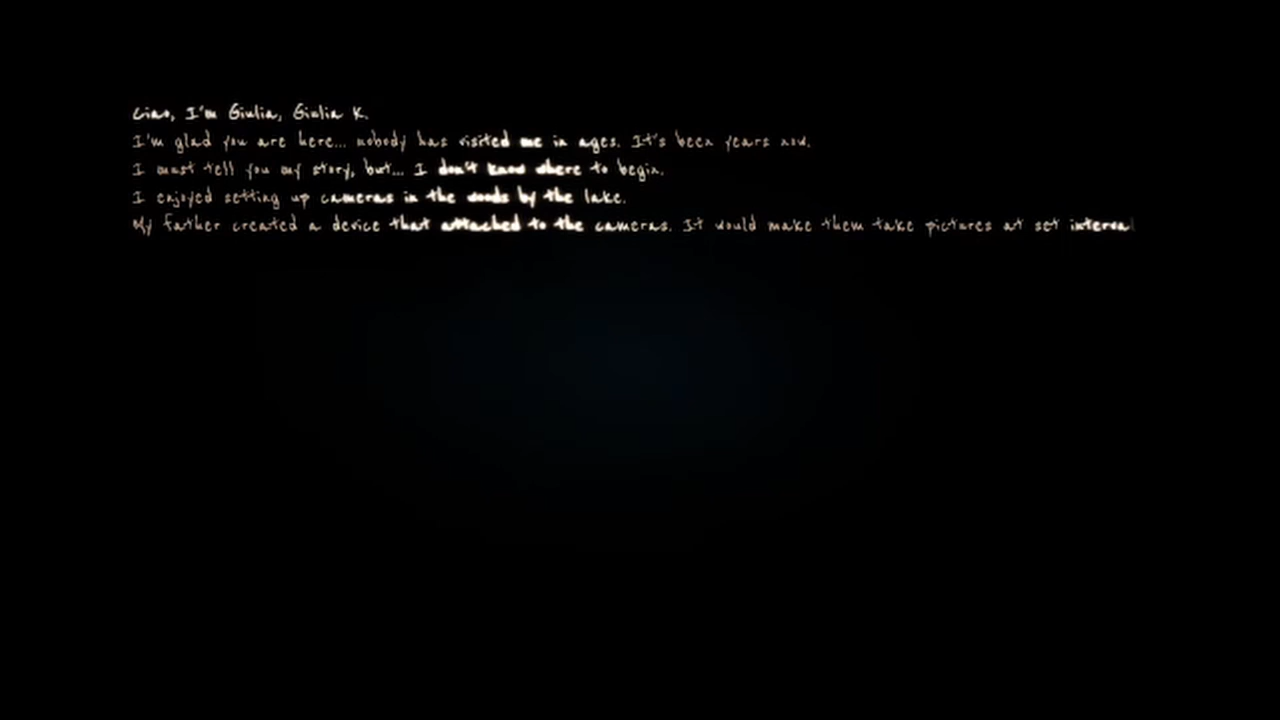 Ciao, I'm Giulia, Giulia K.
I'm glad you are here... nobody has visited me in ages. It's been years now.
I must tell you my story, but... I don't know where to begin.
I enjoyed setting up cameras in the woods by the lake.
My father created a device that attached to the cameras. It would make them take pictures at set interval